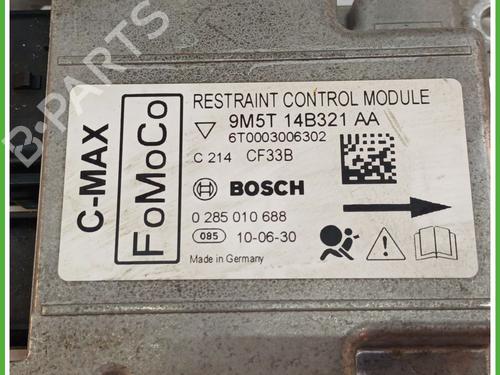 B-PARTS
C-MAX
FoMoCo
RESTRAINT CONTROL MODULE
9M5T 14B321 AA
6T0003006302
C 214 CF33B
BOSCH
0 285 010 688
085 10-06-30
Made in Germany